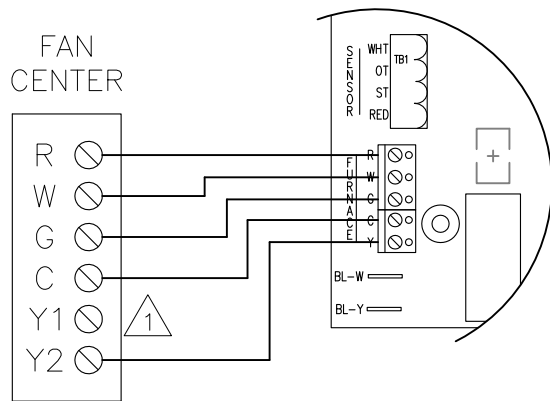 FAN
CENTER
R
W
G
C
Y1
Y2
1
SENSOR
WHT
OT
ST
RED
TB1
FURNACE
R
W
G
C
Y
BL-W
BL-Y